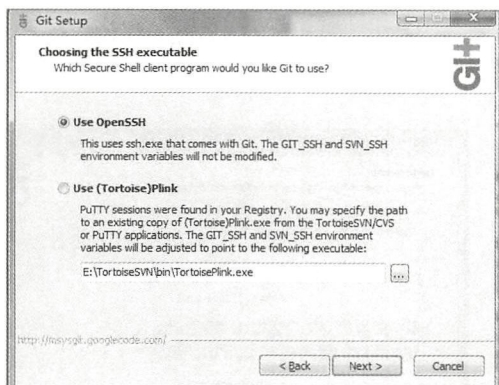 Git Setup
Choosing the SSH executable
Which Secure Shell client program would you like Git to use?
Git+
Use OpenSSH
This uses ssh.exe that comes with Git. The GIT_SSH and SVN_SSH
environment variables will not be modified.
Use (Tortoise)Plink
PuTTY sessions were found in your Registry. You may specify the path
to an existing copy of (Tortoise)Plink.exe from the TortoiseSVN/CVS
or PuTTY applications. The GIT_SSH and SVN_SSH environment
variables will be adjusted to point to the following executable:
E:\TortoiseSVN\bin\TortoisePlink.exe
...
http://msysgit.googlecode.com/
< Back
Next >
Cancel